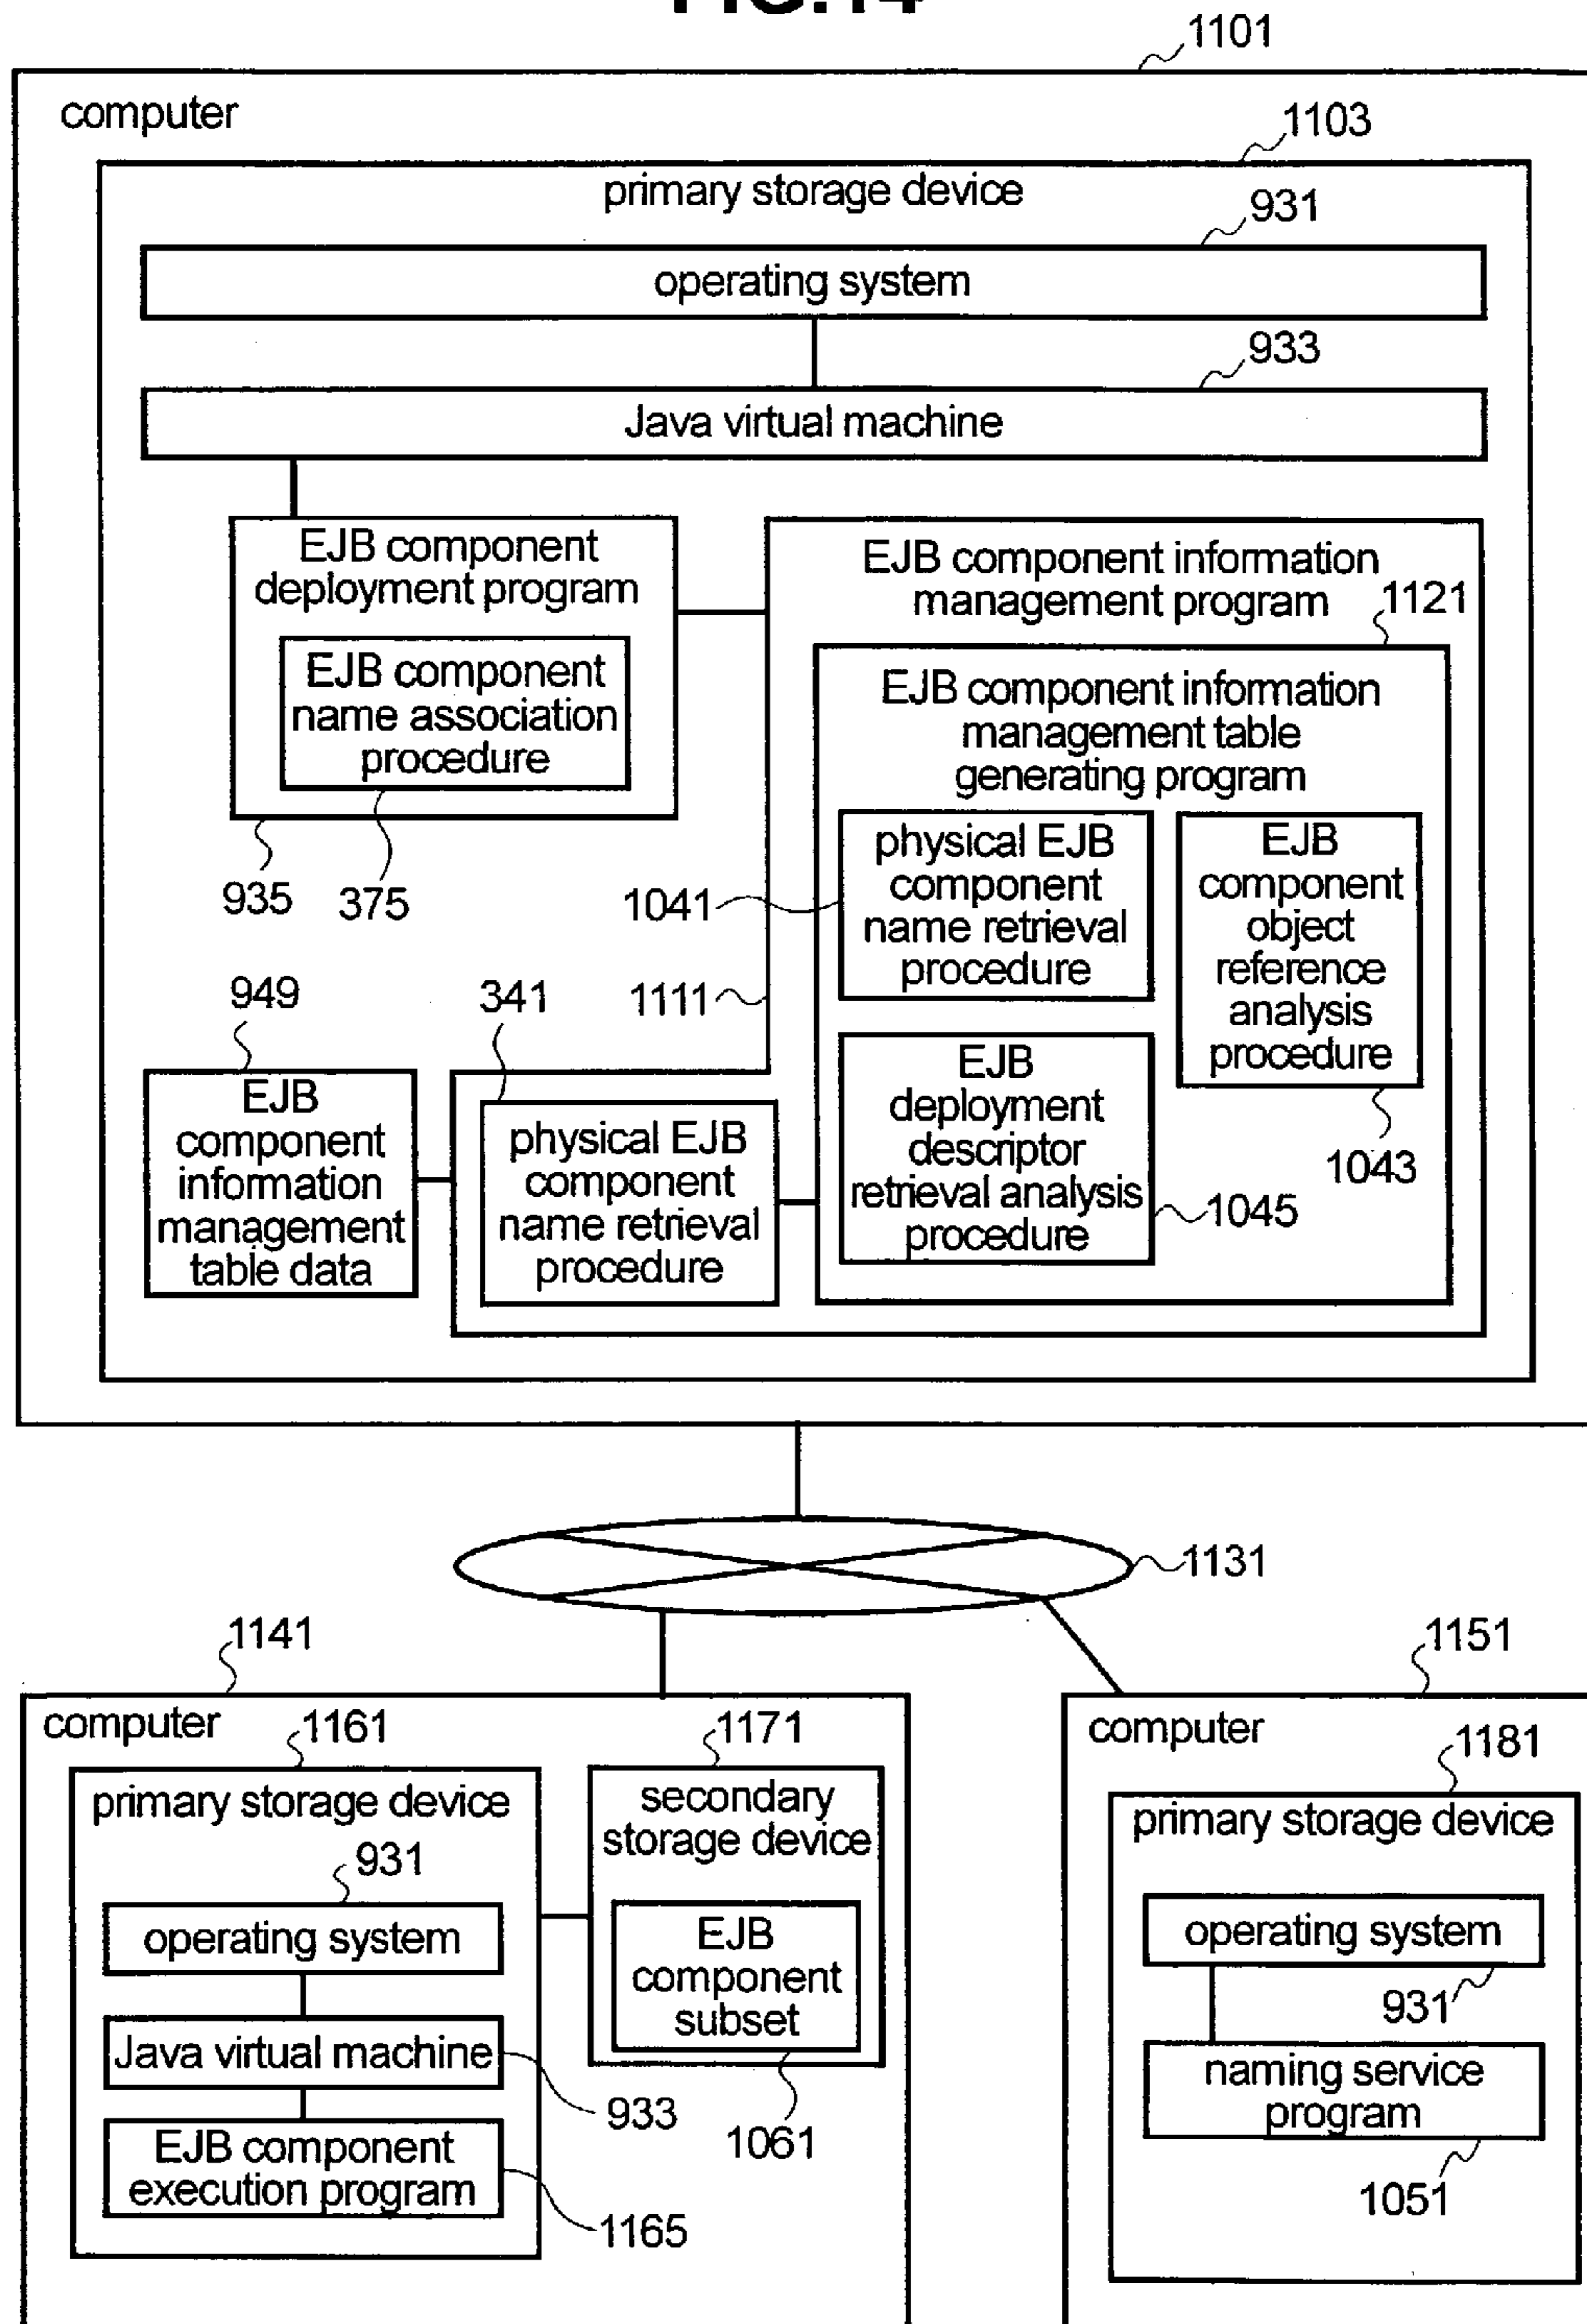 FIG.14
1101
computer
1103
primary storage device
931
operating system
933
Java virtual machine
EJB component
deployment program
EJB component
name association
procedure
935
375
EJB component information
management program
1121
EJB component information
management table
generating program
physical EJB
component
name retrieval
procedure
1041
EJB
component
object
reference
analysis
procedure
1043
949
341
1111
EJB
component
information
management
table data
physical EJB
component
name retrieval
procedure
EJB
deployment
descriptor
retrieval analysis
procedure
1045
1131
1141
computer
1161
primary storage device
931
operating system
Java virtual machine
933
EJB component
execution program
1165
1171
secondary
storage device
EJB
component
subset
1061
1151
computer
1181
primary storage device
operating system
931
naming service
program
1051